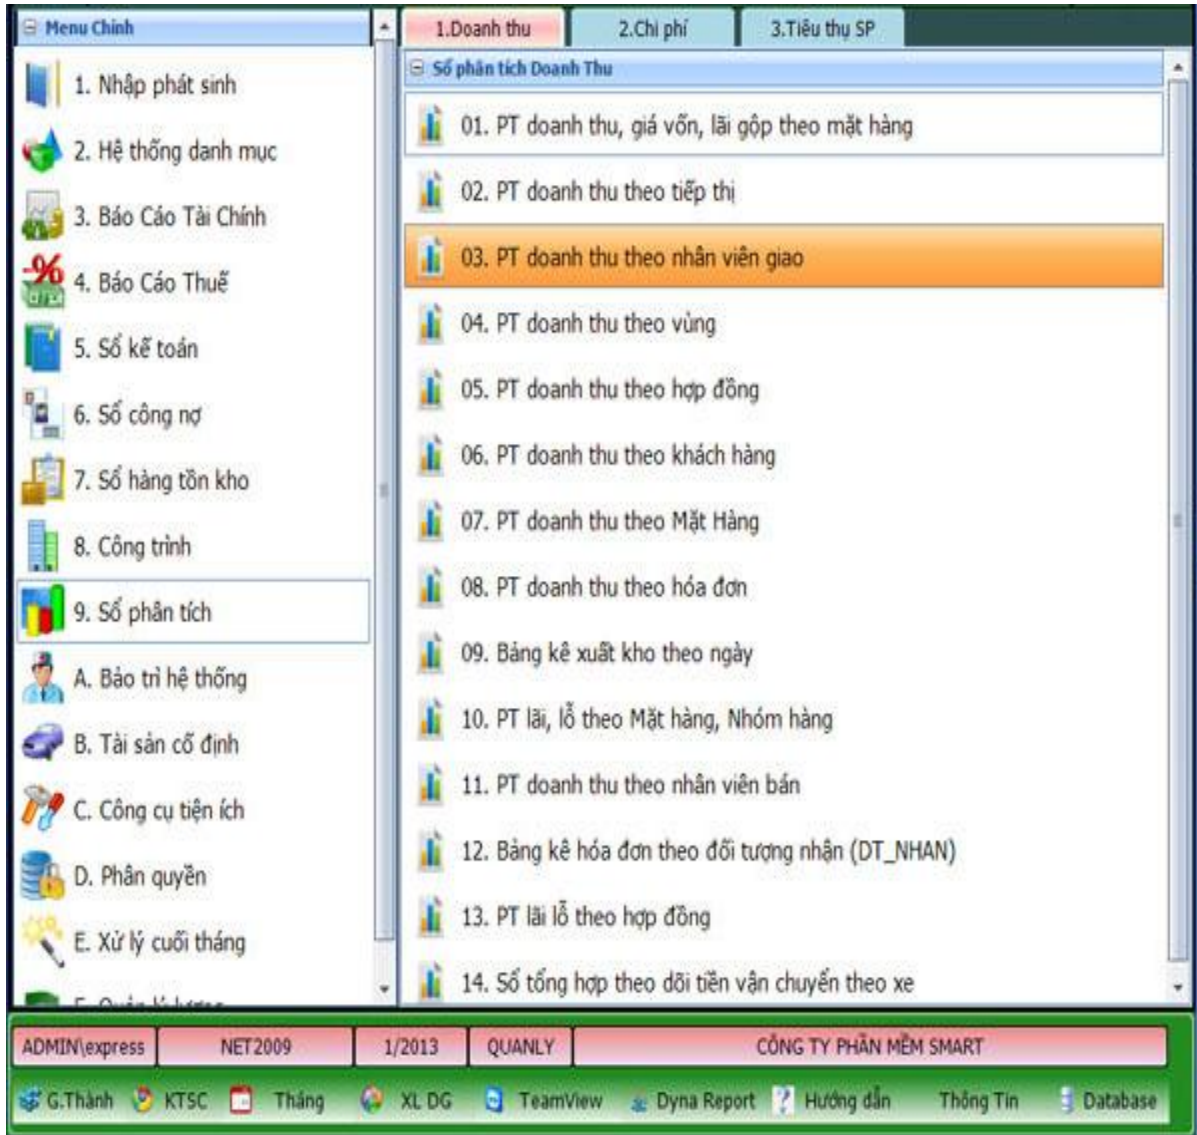 Menu Chính
1. Nhập phát sinh
2. Hệ thống danh mục
3. Báo Cáo Tài Chính
4. Báo Cáo Thuế
5. Sổ kế toán
6. Sổ công nợ
7. Sổ hàng tồn kho
8. Công trình
9. Sổ phân tích
A. Bảo trì hệ thống
B. Tài sản cố định
C. Công cụ tiện ích
D. Phân quyền
E. Xử lý cuối tháng
F. Quản lý lương
1.Doanh thu
2.Chi phí
3.Tiêu thụ SP
Sổ phân tích Doanh Thu
01. PT doanh thu, giá vốn, lãi gộp theo mặt hàng
02. PT doanh thu theo tiếp thị
03. PT doanh thu theo nhân viên giao
04. PT doanh thu theo vùng
05. PT doanh thu theo hợp đồng
06. PT doanh thu theo khách hàng
07. PT doanh thu theo Mặt Hàng
08. PT doanh thu theo hóa đơn
09. Bảng kê xuất kho theo ngày
10. PT lãi, lỗ theo Mặt hàng, Nhóm hàng
11. PT doanh thu theo nhân viên bán
12. Bảng kê hóa đơn theo đối tượng nhận (DT_NHAN)
13. PT lãi lỗ theo hợp đồng
14. Sổ tổng hợp theo dõi tiền vận chuyển theo xe
ADMIN\express NET2009 1/2013 QUANLY CÔNG TY PHẦN MỀM SMART
G.Thành KTSC Tháng XL DG TeamView Dyna Report Hướng dẫn Thông Tin Database